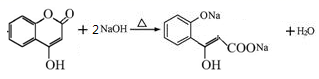 O O + 2NaOH △ ONa COONa + H₂O
OH OH